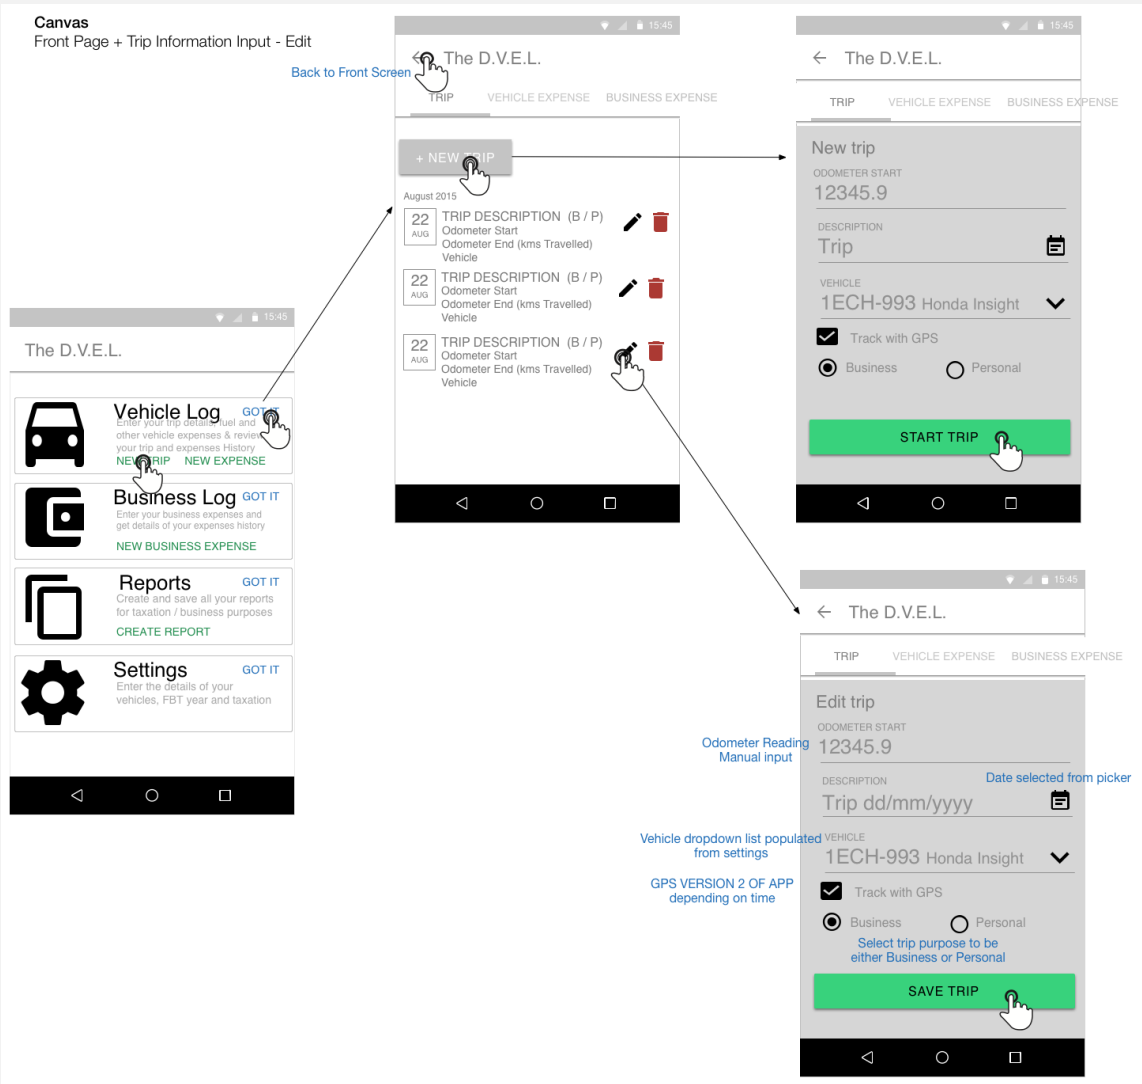 Canvas
Front Page + Trip Information Input - Edit
15:45
The D.V.E.L.
Back to Front Screen
TRIP VEHICLE EXPENSE BUSINESS EXPENSE
+ NEW TRIP
August 2015
22 AUG
TRIP DESCRIPTION (B / P)
Odometer Start
Odometer End (kms Travelled)
Vehicle
22 AUG
TRIP DESCRIPTION (B / P)
Odometer Start
Odometer End (kms Travelled)
Vehicle
22 AUG
TRIP DESCRIPTION (B / P)
Odometer Start
Odometer End (kms Travelled)
Vehicle
15:45
The D.V.E.L.
TRIP VEHICLE EXPENSE BUSINESS EXPENSE
New trip
ODOMETER START
12345.9
DESCRIPTION
Trip
VEHICLE
1ECH-993 Honda Insight
Track with GPS
Business Personal
START TRIP
15:45
The D.V.E.L.
Vehicle Log GOT IT
Enter your trip details, fuel and
other vehicle expenses & review
your trip and expenses History
NEW TRIP NEW EXPENSE
Business Log GOT IT
Enter your business expenses and
get details of your expenses history
NEW BUSINESS EXPENSE
Reports GOT IT
Create and save all your reports
for taxation / business purposes
CREATE REPORT
Settings GOT IT
Enter the details of your
vehicles, FBT year and taxation
15:45
The D.V.E.L.
TRIP VEHICLE EXPENSE BUSINESS EXPENSE
Edit trip
ODOMETER START
12345.9
Odometer Reading
Manual input
DESCRIPTION
Date selected from picker
Trip dd/mm/yyyy
Vehicle dropdown list populated
from settings
VEHICLE
1ECH-993 Honda Insight
GPS VERSION 2 OF APP
depending on time
Track with GPS
Business Personal
Select trip purpose to be
either Business or Personal
SAVE TRIP